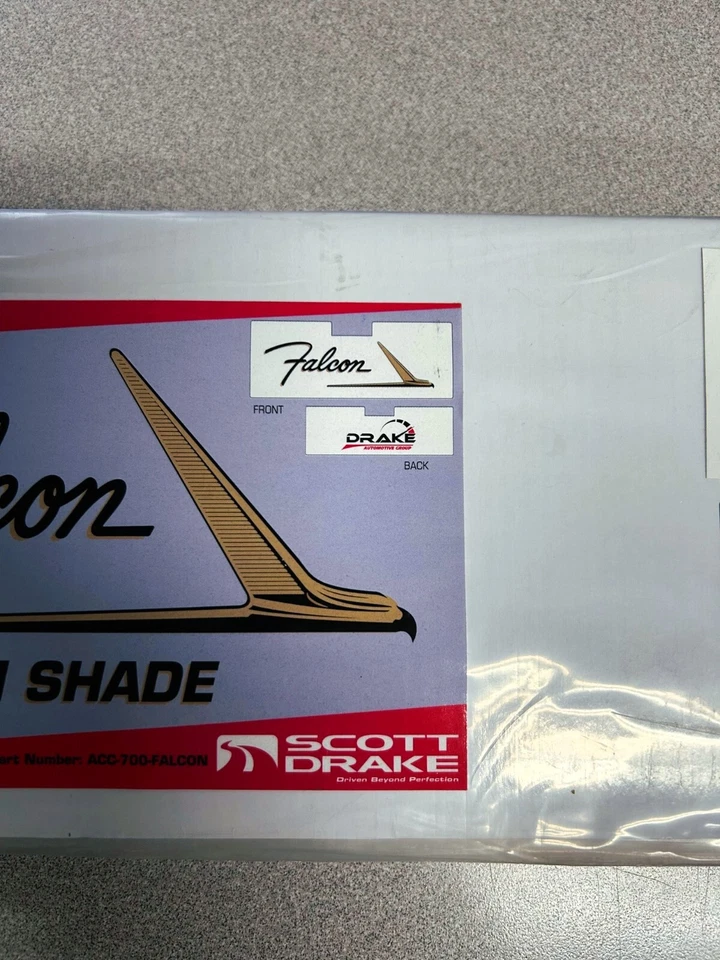 Falcon
FRONT
DRAKE
AUTOMOTIVE GROUP
BACK
con
SHADE
art Number: ACC-700-FALCON
SCOTT
DRAKE
Driven Beyond Perfection